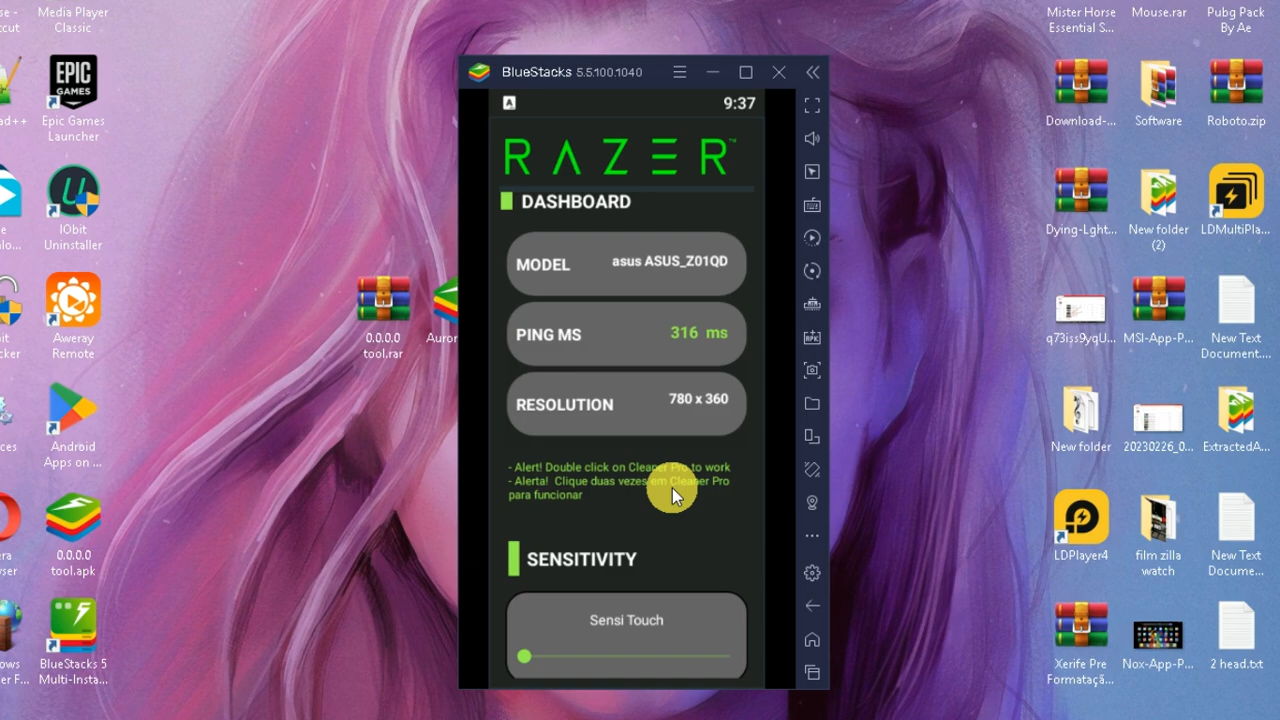 Media Player
Classic
Mister Horse
Essential S...
Mouse.rar
Pubg Pack
By Ae
BlueStacks 5.5.100.1040
EPIC
GAMES
Epic Games
Launcher
Download-...
Software
Roboto.zip
9:37
RAZER™
DASHBOARD
MODEL
asus ASUS_Z01QD
IObit
Uninstaller
Dying-Lght...
New folder
(2)
LDMultiPla...
PING MS
316 ms
0.0.0.0
tool.rar
Auror
Aweray
Remote
q73iss9yqU...
MSI-App-P...
New Text
Document....
RESOLUTION
780 x 360
Android
Apps on ...
New folder
20230226_0...
ExtractedA...
- Alert! Double click on Cleaner Pro to work
- Alerta! Clique duas vezes em Cleaner Pro
para funcionar
SENSITIVITY
0.0.0.0
tool.apk
LDPlayer4
film zilla
watch
New Text
Docume...
Sensi Touch
BlueStacks 5
Multi-Insta...
Xerife Pre
Formataçã...
Nox-App-P...
2 head.txt